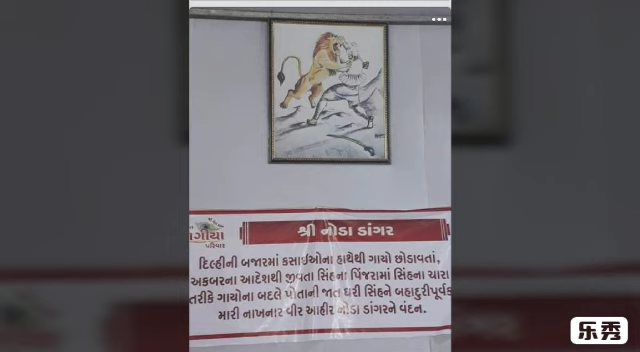 શ્રી નોડા ડાંગર
પરિવાર
દિલ્હીની બજારમાં કસાઈઓના હાથેથી ગાયો છોડાવતાં,
અકબરના આદેશથી જીવતા સિંહના પિંજરામાં સિંહના ચારા
તરીકે ગાયોના બદલે પોતાની જાત ધરી સિંહને બહાદુરીપૂર્વક
મારી નાખનાર વીર આહીર નોડા ડાંગરને વંદન.
乐秀